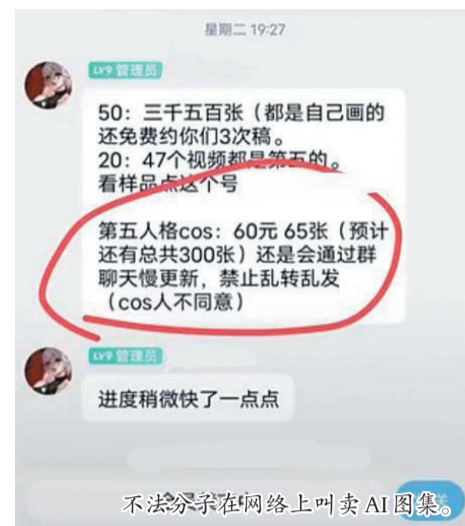 星期二 19:27
LV9 管理员
50：三千五百张（都是自己画的
还免费约你们3次稿。
20：47个视频都是第五的。
看样品点这个号
第五人格cos：60元 65张（预计
还有总共300张）还是会通过群
聊天慢更新，禁止乱转乱发
（cos人不同意）
LV9 管理员
进度稍微快了一点点
不法分子在网络上叫卖AI图集。